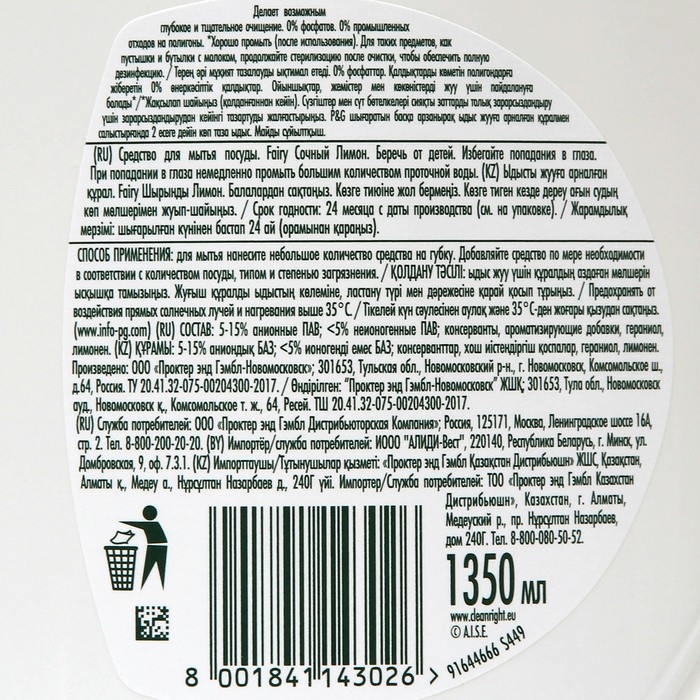 Делает возможным
глубокое и тщательное очищение. 0% фосфатов. 0% промышленных
отходов на полигоны. *Хорошо промыть (после использования). Для таких предметов, как
пустышки и бутылки с молоком, продолжайте стерилизацию после очистки, чтобы обеспечить полную
дезинфекцию. / Терең әрі мұқият тазалауды ықтимал етеді. 0% фосфаттар. Қалдықтарды көметін полигондарға
жіберетін 0% өнеркәсіптік қалдықтар. Ойыншықтар, жемістер мен көкөністерді жуу үшін пайдалануға
болады*/*Жақсылап шайыңыз (қолданғаннан кейін). Сүзгіштер мен сүт бөтелкелері сияқты заттарды толық зарарсыздандыру
үшін зарарсыздандырудан кейінгі тазартуды жалғастырыңыз. P&G шығаратын басқа арзанырақ ыдыс жууға арналған құралмен
салыстырғанда 2 есеге дейін көп таза ыдыс. Майды сұйылтқыш.
(RU) Средство для мытья посуды. Fairy Сочный Лимон. Беречь от детей. Избегайте попадания в глаза.
При попадании в глаза немедленно промыть большим количеством проточной воды. (KZ) Ыдысты жууға арналған
құрал. Fairy Шырынды Лимон. Балалардан сақтаңыз. Көзге тиюіне жол бермеңіз. Көзге тиген кезде дереу ағын судың
көп мөлшерімен жуып-шайыңыз. / Срок годности: 24 месяца с даты производства (см. на упаковке). / Жарамдылық
мерзімі: шығарылған күнінен бастап 24 ай (орамынан қараңыз).
СПОСОБ ПРИМЕНЕНИЯ: для мытья нанесите небольшое количество средства на губку. Добавляйте средство по мере необходимости
в соответствии с количеством посуды, типом и степенью загрязнения. / ҚОЛДАНУ ТӘСІЛІ: ыдыс жуу үшін құралдың аздаған мөлшерін
ысқышқа тамызыңыз. Жуғыш құралды ыдыстың көлеміне, ластану түрі мен дәрежесіне қарай қосып тұрыңыз. / Предохранять от
воздействия прямых солнечных лучей и нагревания выше 35°С. / Тікелей күн сәулесінен аулақ және 35°С-ден жоғары қыздудан сақтаңыз.
(www.info-pg.com) (RU) СОСТАВ: 5-15% анионные ПАВ; <5% неионогенные ПАВ; консерванты, ароматизирующие добавки, гераниол,
лимонен. (KZ) ҚҰРАМЫ: 5-15% аниондық БАЗ; <5% ионогенді емес БАЗ; консерванттар, хош иістендіргіш қоспалар, гераниол, лимонен.
Произведено: ООО «Проктер энд Гэмбл-Новомосковск»; 301653, Тульская обл., Новомосковский р-н., г. Новомосковск, Комсомольское ш.,
д.64, Россия. ТУ 20.41.32-075-00204300-2017. / Өндірілген: "Проктер энд Гэмбл-Новомосковск" ЖШҚ; 301653, Тула обл., Новомосковск
ауд., Новомосковск қ., Комсомольское т. ж., 64, Ресей. ТШ 20.41.32-075-00204300-2017.
(RU) Служба потребителей: ООО «Проктер энд Гэмбл Дистрибьюторская Компания»; Россия, 125171, Москва, Ленинградское шоссе 16А,
стр. 2. Тел. 8-800-200-20-20. (BY) Импортёр/служба потребителей: ИООО "АЛИДИ-Вест", 220140, Республика Беларусь, г. Минск, ул.
Домбровская, 9, оф. 7.3.1. (KZ) Импорттаушы/Тұтынушылар қызметі: «Проктер энд Гэмбл Қазақстан Дистрибьюшн» ЖШС, Қазақстан,
Алматы қ., Медеу а., Нұрсұлтан Назарбаев д., 240Г үйі. Импортер/Служба потребителей: ТОО «Проктер энд Гэмбл Казахстан
Дистрибьюшн», Казахстан, г. Алматы,
Медеуский р., пр. Нұрсұлтан Назарбаев,
дом 240Г. Тел. 8-800-080-50-52.
1350 мл
www.cleanright.eu
© A.I.S.E.
91644666 S449
8 001841 143026 >